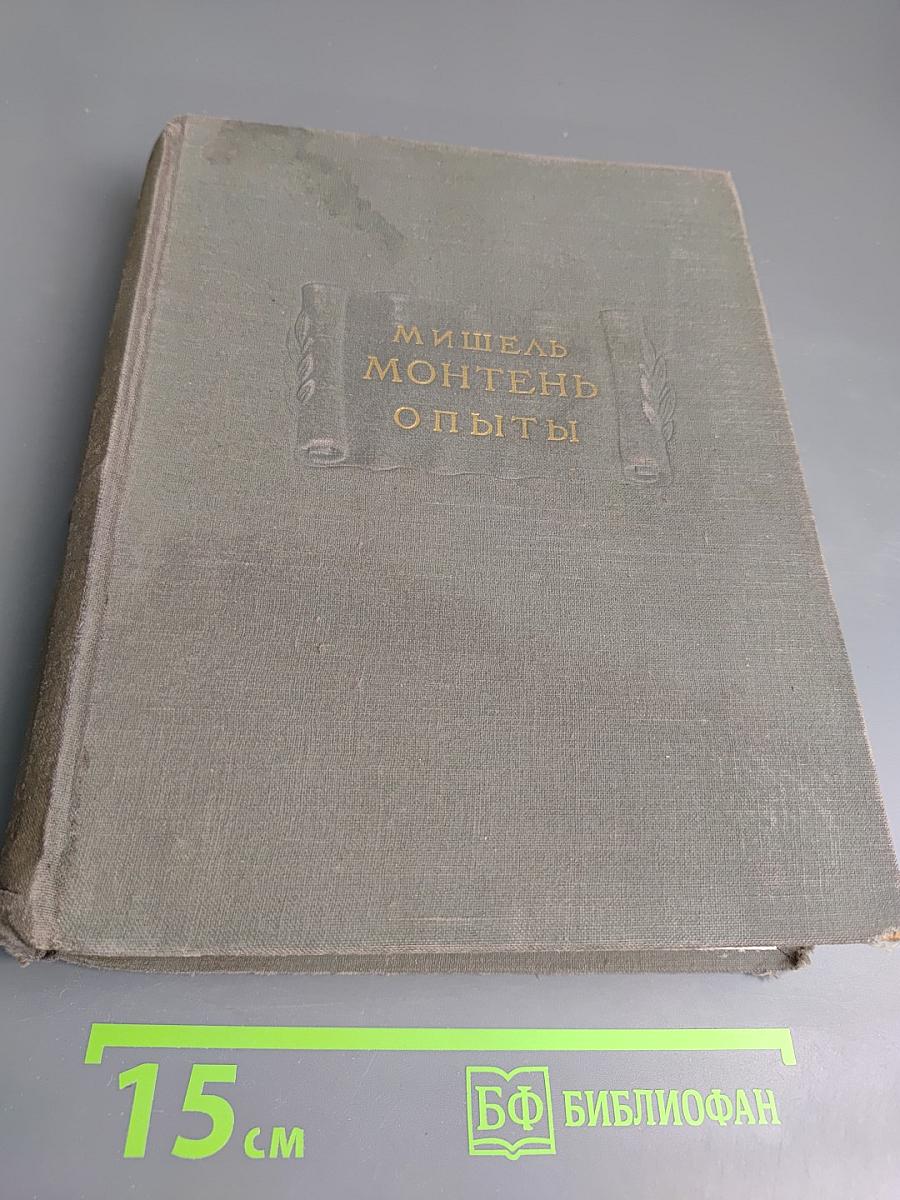 МИШЕЛЬ
МОНТЕНЬ
ОПЫТЫ
15 см
БФ БИБЛИОФАН